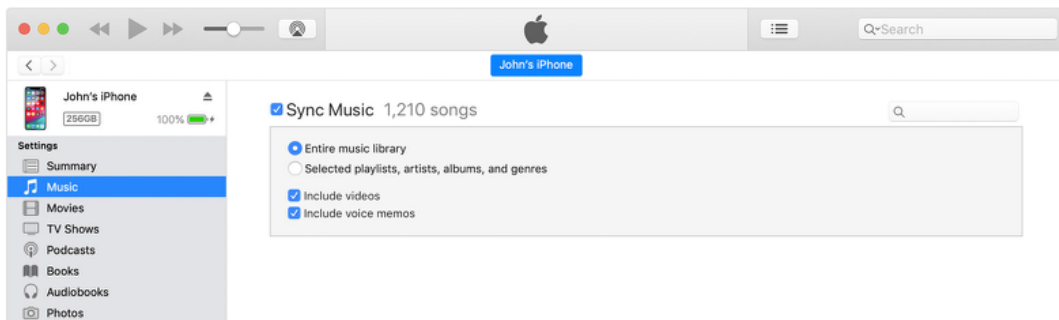 Search
John's iPhone
John's iPhone
256GB
100%
Sync Music 1,210 songs
Settings
Entire music library
Selected playlists, artists, albums, and genres
Include videos
Include voice memos
Summary
Music
Movies
TV Shows
Podcasts
Books
Audiobooks
Photos